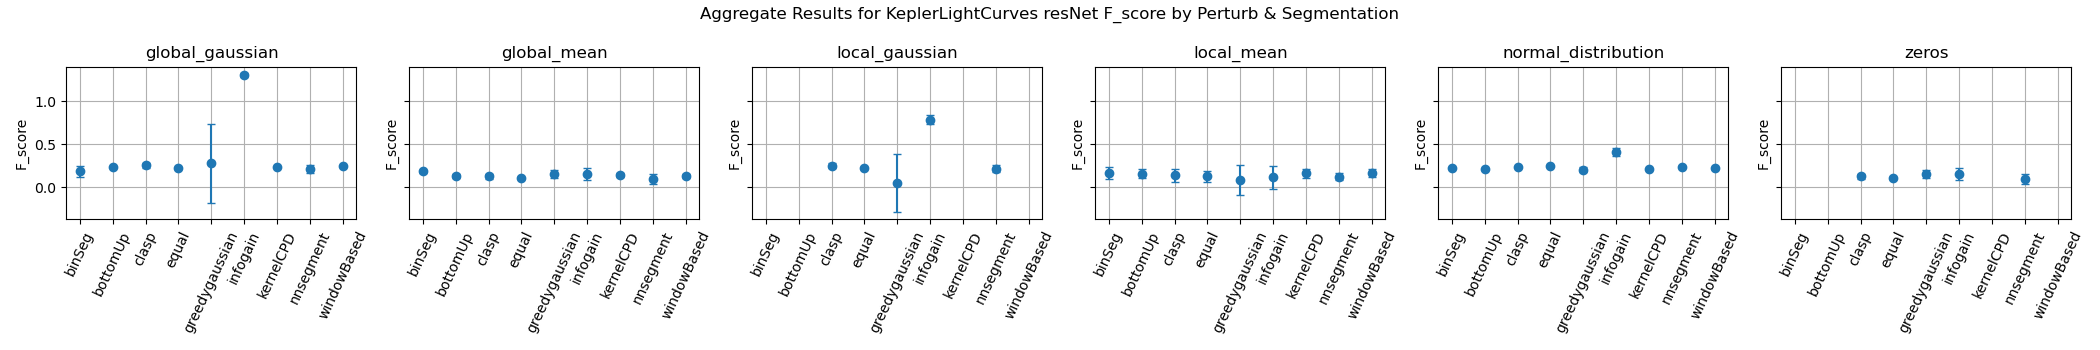 Aggregate Results for KeplerLightCurves resNet F_score by Perturb & Segmentation
global_gaussian
F_score
1.0
0.5
0.0
binSeg
bottomUp
clasp
equal
greedygaussian
infogain
kernelCPD
nnsegment
windowBased
global_mean
F_score
binSeg
bottomUp
clasp
equal
greedygaussian
infogain
kernelCPD
nnsegment
windowBased
local_gaussian
F_score
binSeg
bottomUp
clasp
equal
greedygaussian
infogain
kernelCPD
nnsegment
windowBased
local_mean
F_score
binSeg
bottomUp
clasp
equal
greedygaussian
infogain
kernelCPD
nnsegment
windowBased
normal_distribution
F_score
binSeg
bottomUp
clasp
equal
greedygaussian
infogain
kernelCPD
nnsegment
windowBased
zeros
F_score
binSeg
bottomUp
clasp
equal
greedygaussian
infogain
kernelCPD
nnsegment
windowBased